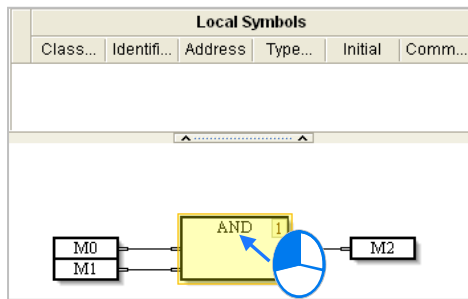 Local Symbols
Class... Identifi... Address Type... Initial Comm...
AND 1
M0 M2
M1